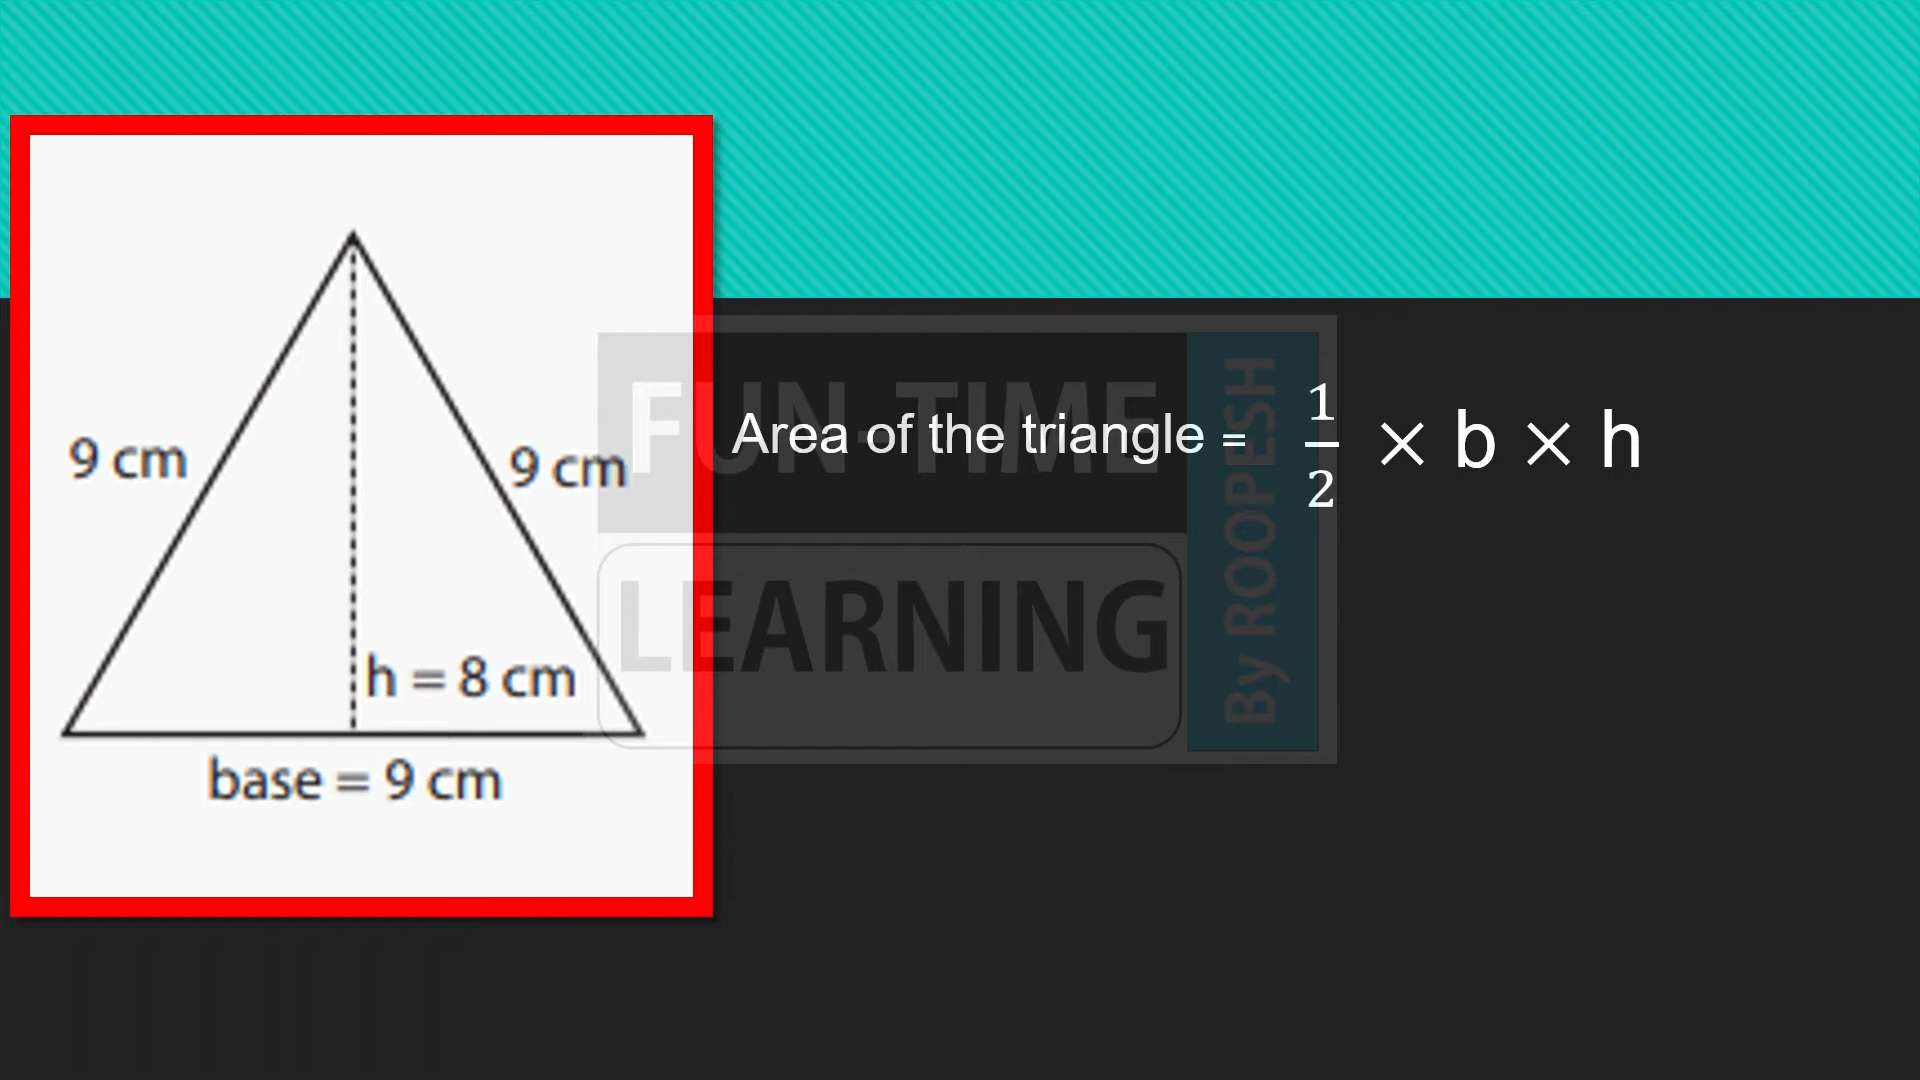 9 cm
9 cm
h = 8 cm
base = 9 cm
Area of the triangle = 1/2 × b × h
FUN-TIME
LEARNING
By ROOPESH